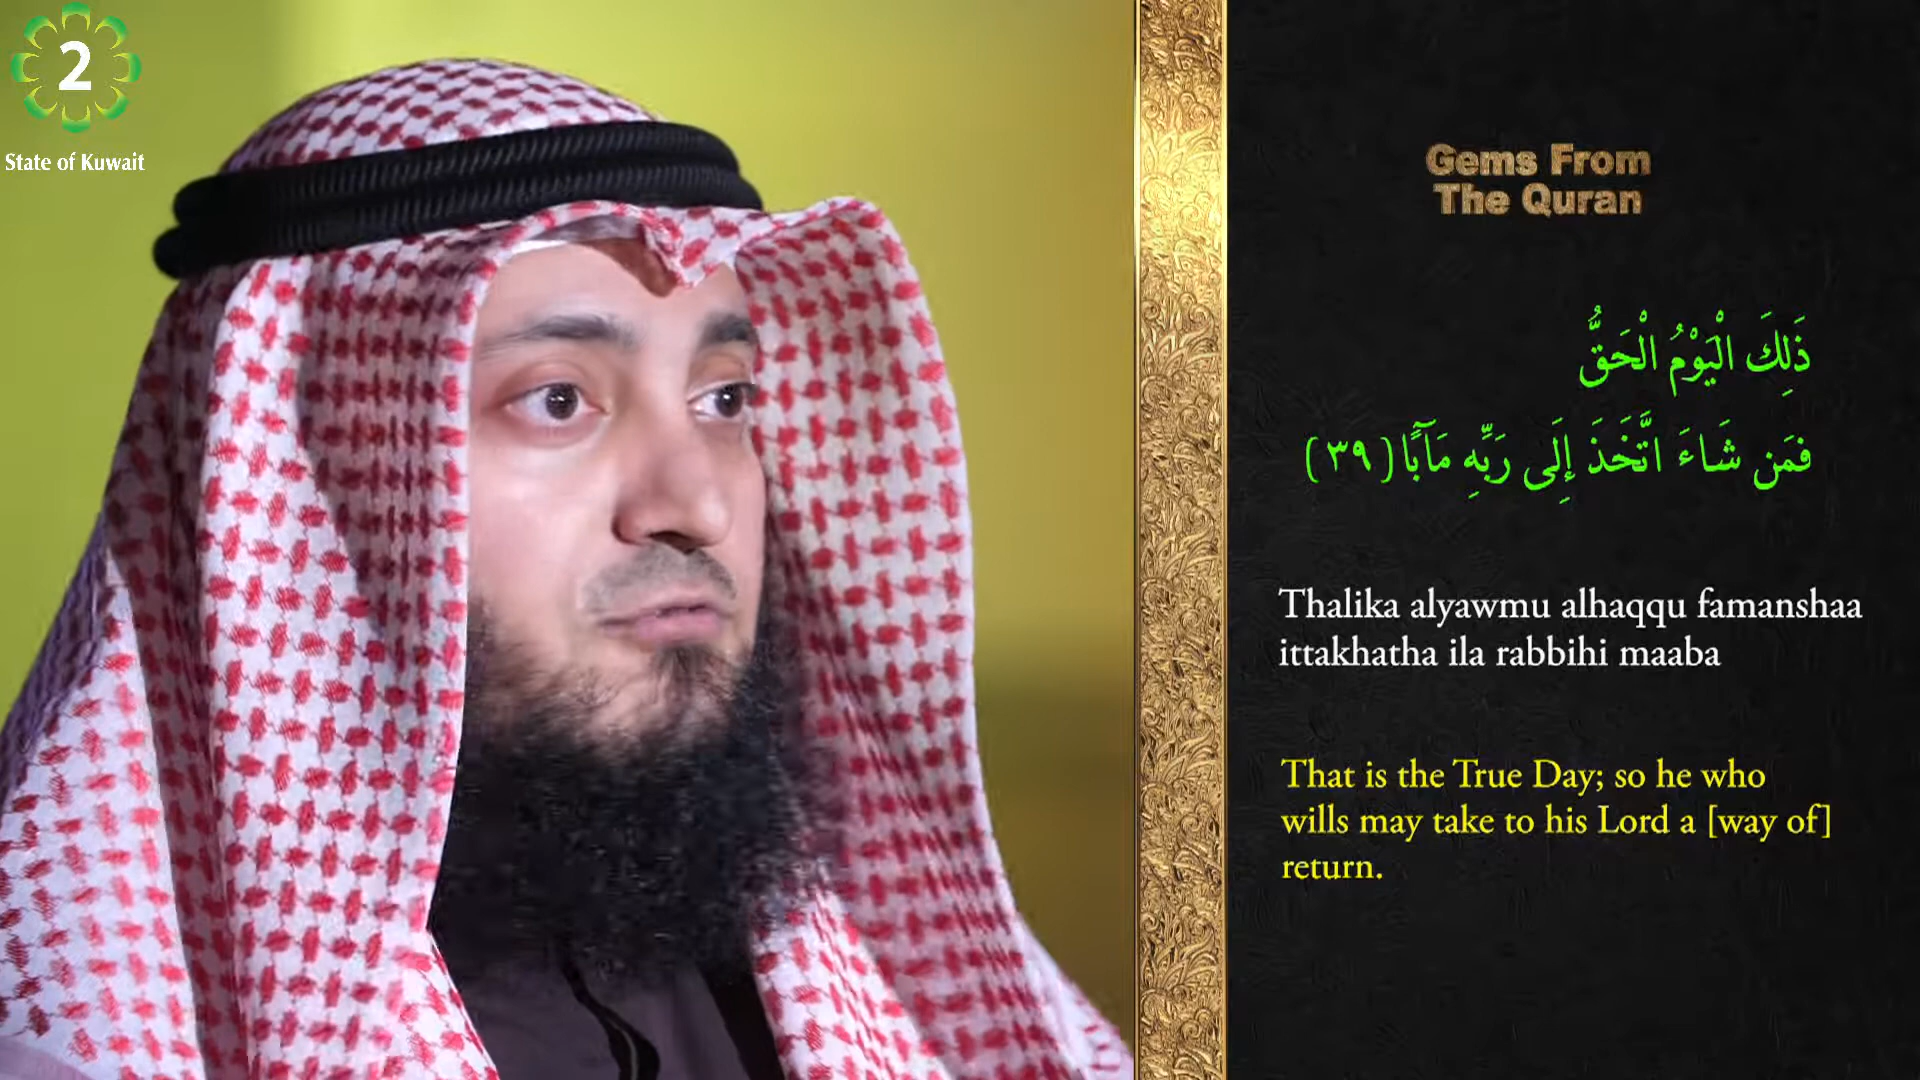 2
State of Kuwait
Gems From
The Quran
ذَلِكَ الْيَوْمُ الْحَقُّ
فَمَن شَاءَ اتَّخَذَ إِلَى رَبِّهِ مَآبًا (٣٩)
Thalika alyawmu alhaqqu famanshaa
ittakhatha ila rabbihi maaba
That is the True Day; so he who
wills may take to his Lord a [way of]
return.